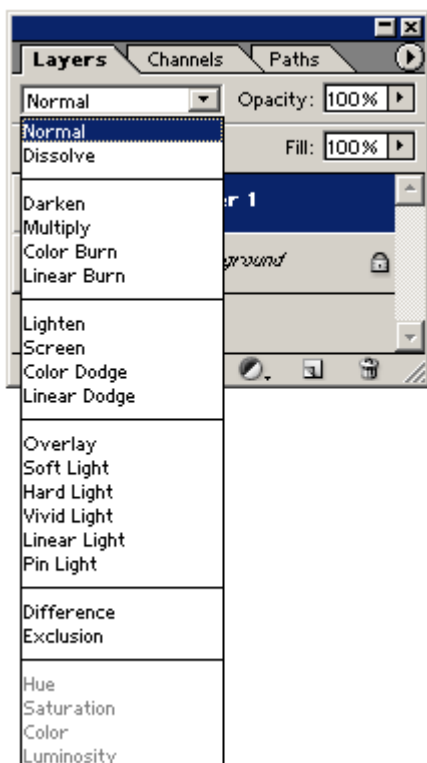 Layers Channels Paths
Normal Opacity: 100%
Normal
Dissolve
Fill: 100%
Darken
r 1
Multiply
Color Burn
ground
Linear Burn
Lighten
Screen
Color Dodge
Linear Dodge
Overlay
Soft Light
Hard Light
Vivid Light
Linear Light
Pin Light
Difference
Exclusion
Hue
Saturation
Color
Luminosity